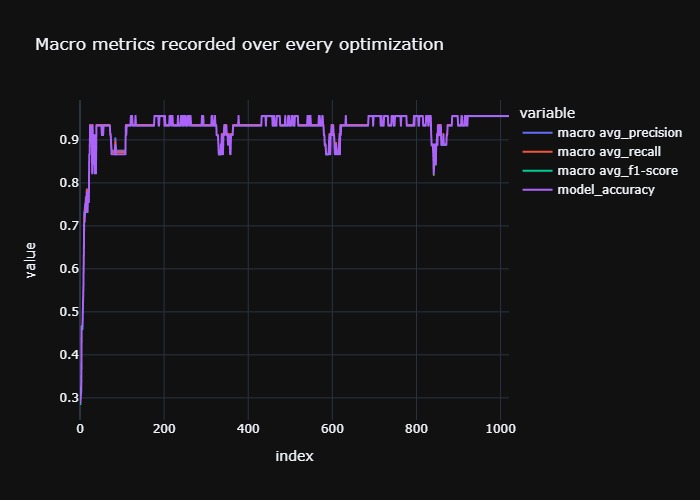 Macro metrics recorded over every optimization
variable
macro avg_precision
macro avg_recall
macro avg_f1-score
model_accuracy
value
0.9
0.8
0.7
0.6
0.5
0.4
0.3
0 200 400 600 800 1000
index